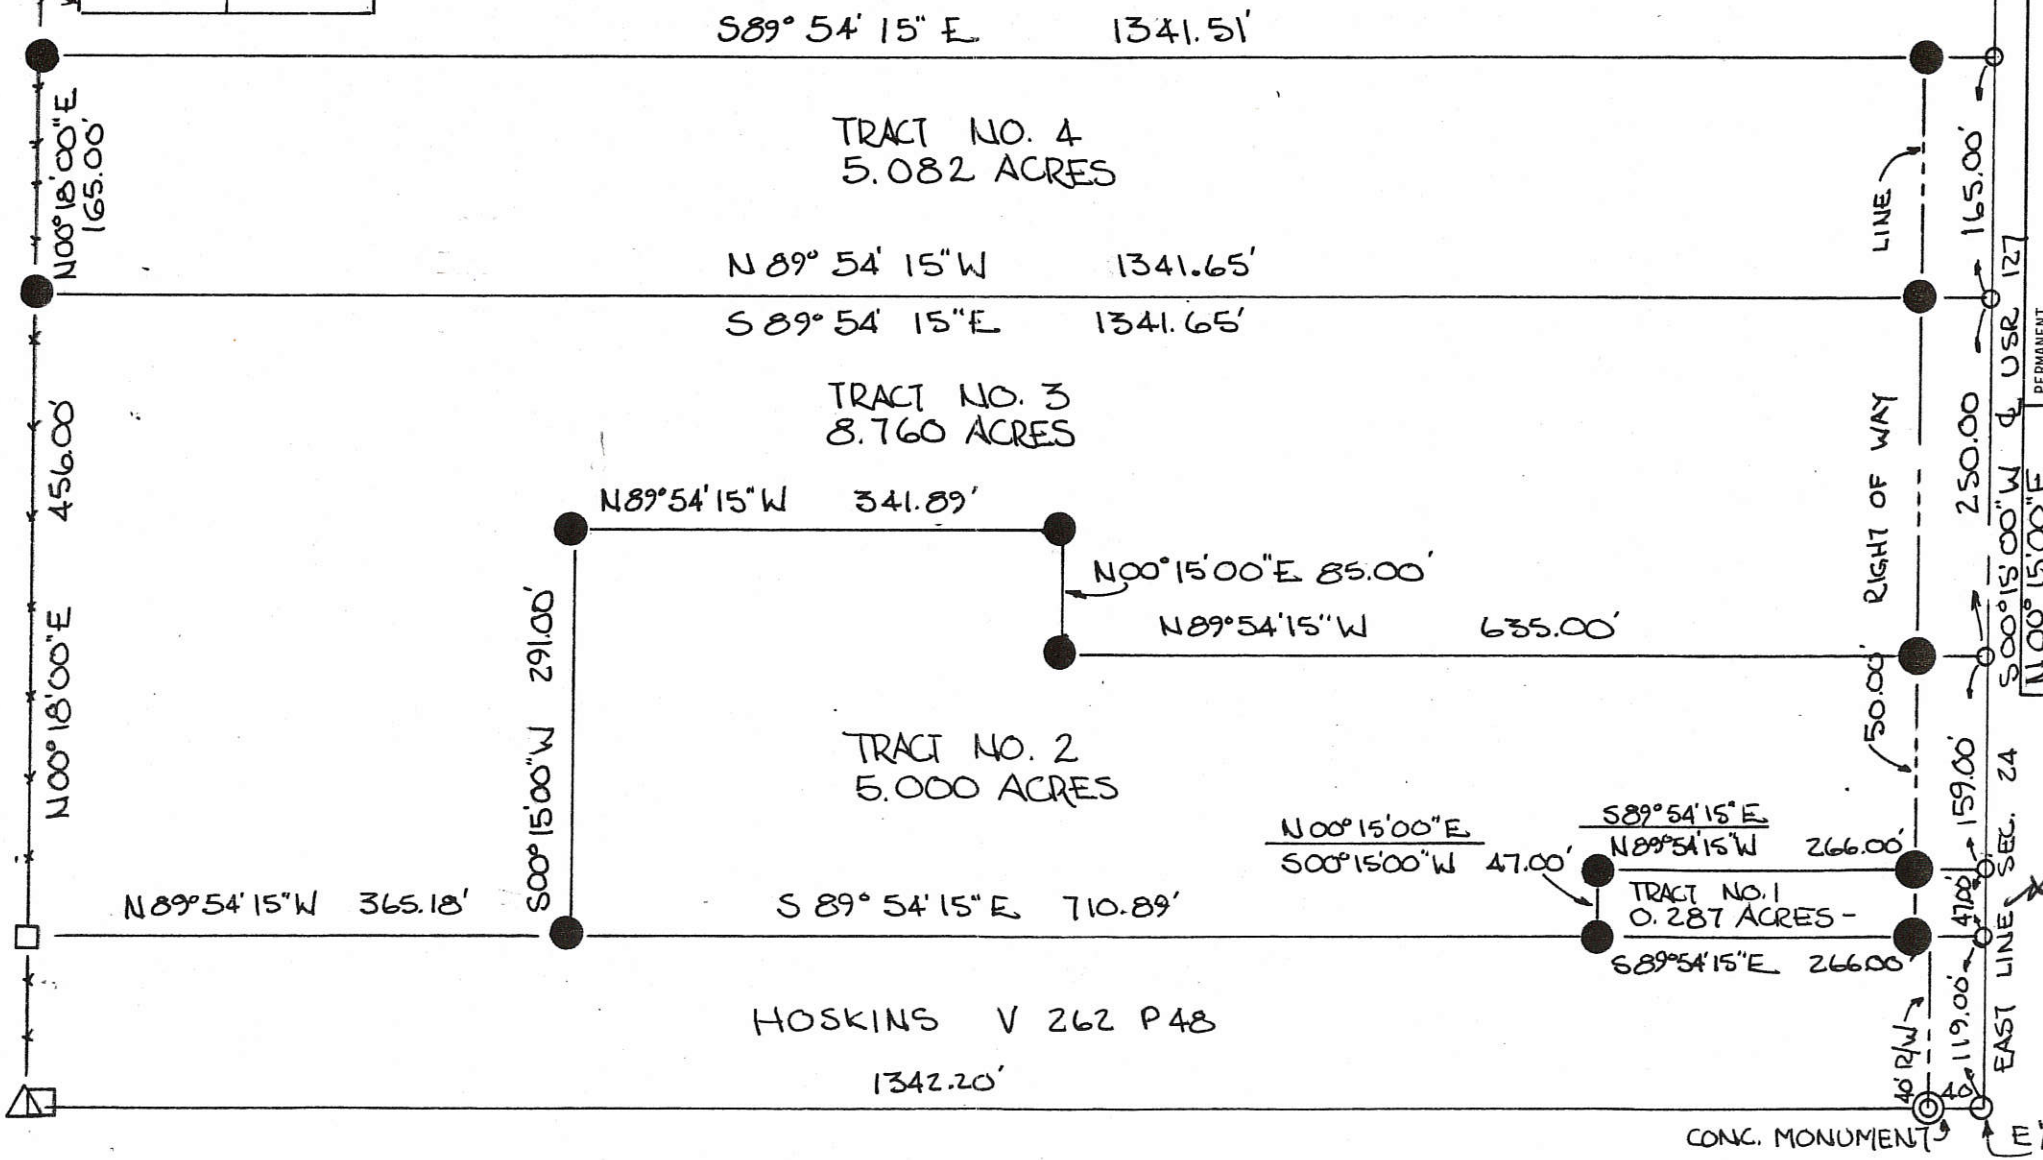 S89° 54' 15" E 1341.51'
N00°18'00"E
165.00'
TRACT NO. 4
5.082 ACRES
LINE
165.00'
N 89° 54' 15" W 1341.65'
S 89° 54' 15" E 1341.65'
TRACT NO. 3
8.760 ACRES
N00°18'00"E 456.00'
N89°54'15"W 341.89'
N00°15'00"E 85.00'
N89°54'15"W 635.00'
S00°15'00"W 291.00'
50.00' RIGHT OF WAY
250.00
S00°15'00"W ℄ USR 127
N00°15'00"E
PERMANENT
TRACT NO. 2
5.000 ACRES
N00°15'00"E
S00°15'00"W 47.00'
S89°54'15"E
N89°54'15"W 266.00'
TRACT NO. 1
0.287 ACRES -
S89°54'15"E 266.00'
159.00'
47.00'
119.00'
EAST LINE SEC. 24
N89°54'15"W 365.18'
S 89° 54' 15" E 710.89'
HOSKINS V 262 P 48
1342.20'
40' R/W
40'
CONC. MONUMENT